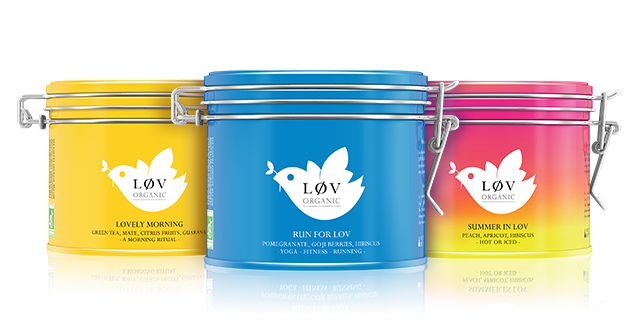 LØV
ORGANIC
LØVELY MORNING
GREEN TEA, MATE, CITRUS FRUITS, GUARANA
- A MORNING RITUAL -
LØV
ORGANIC
RUN FOR LØV
POMEGRANATE, GOJI BERRIES, HIBISCUS
YOGA - FITNESS - RUNNING -
LØV
ORGANIC
SUMMER IN LØV
PEACH, APRICOT, HIBISCUS
- HOT OR ICED -